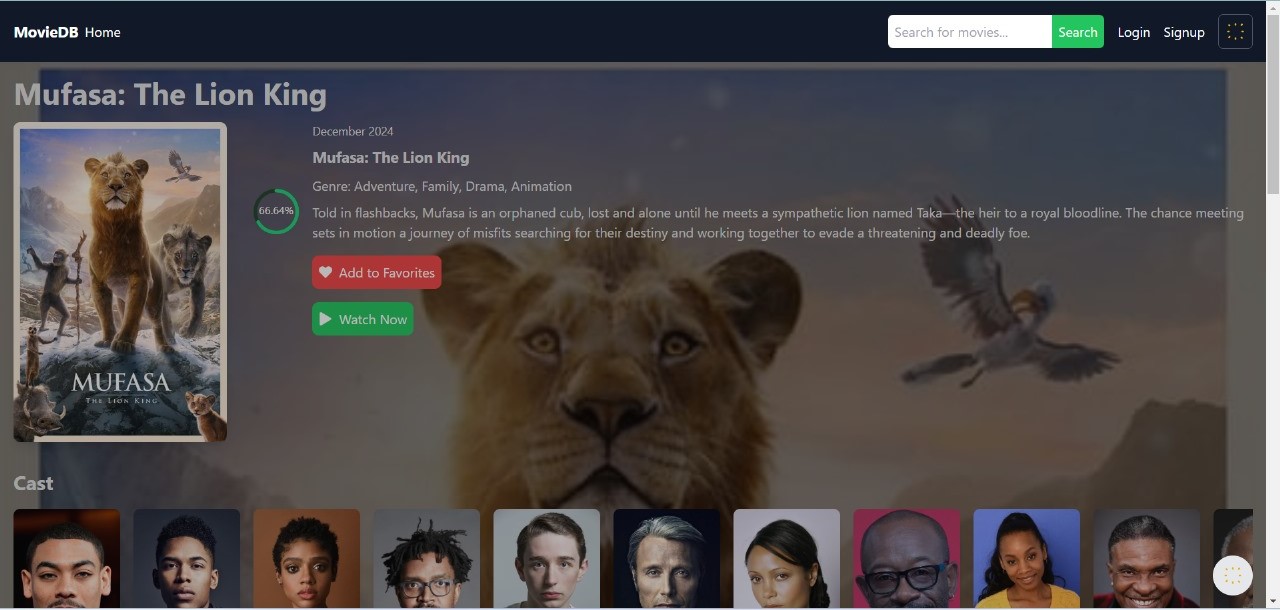 MovieDB Home Search for movies... Search Login Signup
Mufasa: The Lion King
December 2024
Mufasa: The Lion King
Genre: Adventure, Family, Drama, Animation
66.64%
Told in flashbacks, Mufasa is an orphaned cub, lost and alone until he meets a sympathetic lion named Taka—the heir to a royal bloodline. The chance meeting
sets in motion a journey of misfits searching for their destiny and working together to evade a threatening and deadly foe.
Add to Favorites
Watch Now
MUFASA
THE LION KING
Cast